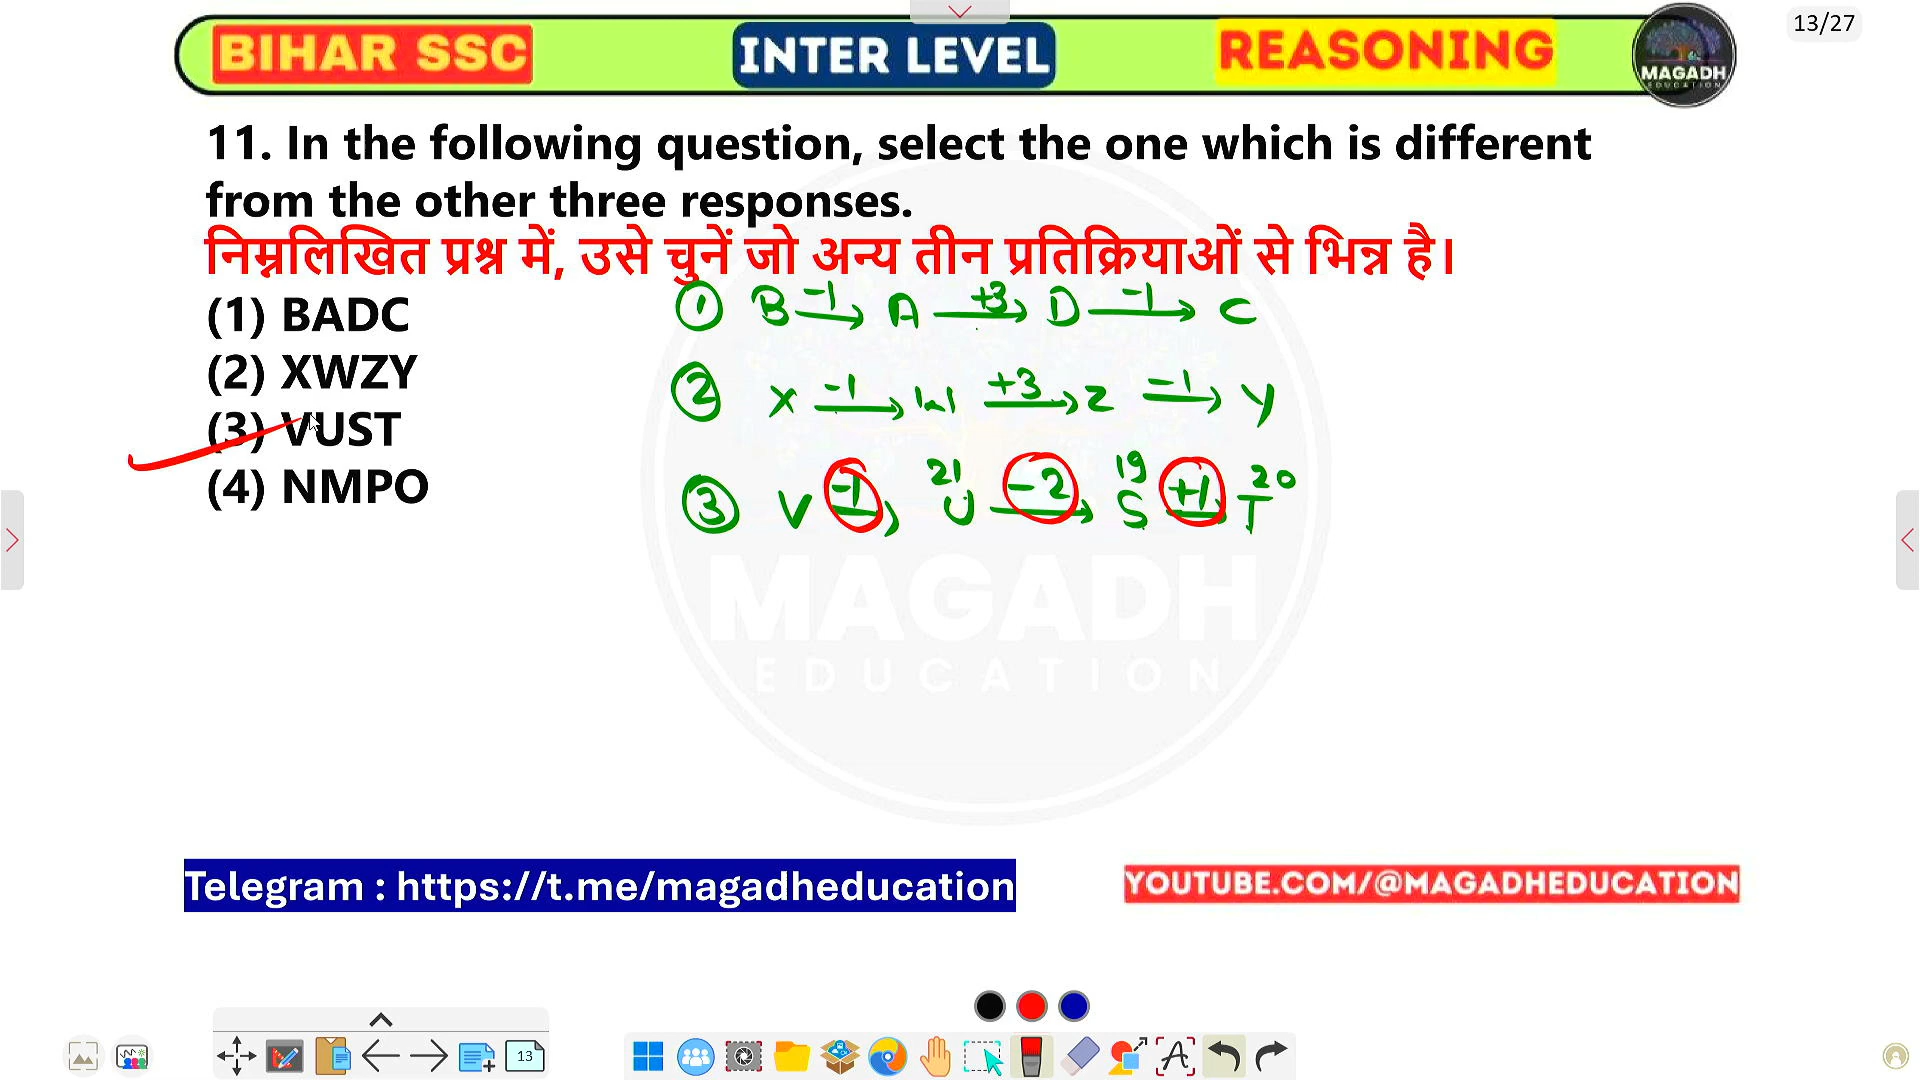 BIHAR SSC INTER LEVEL REASONING MAGADH EDUCATION 13/27
11. In the following question, select the one which is different
from the other three responses.
निम्नलिखित प्रश्न में, उसे चुनें जो अन्य तीन प्रतिक्रियाओं से भिन्न है।
(1) BADC
(2) XWZY
(3) VUST
(4) NMPO
① B -1 A +3 D -1 C
② X -1 W +3 Z -1 Y
③ V -1 21 U -2 19 S +1 20 T
MAGADH
EDUCATION
Telegram : https://t.me/magadheducation
YOUTUBE.COM/@MAGADHEDUCATION
13